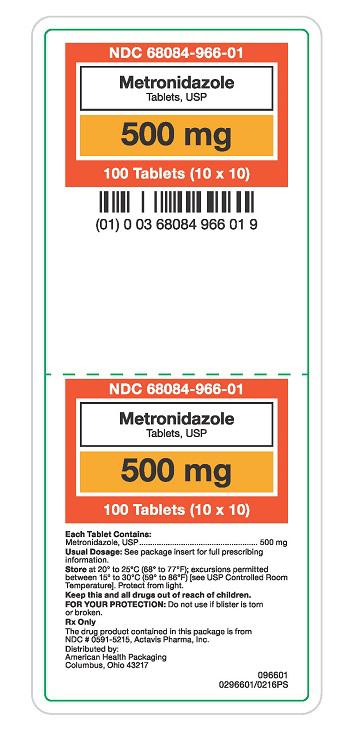 NDC 68084-966-01
Metronidazole
Tablets, USP
500 mg
100 Tablets (10 x 10)
(01) 0 03 68084 966 01 9
NDC 68084-966-01
Metronidazole
Tablets, USP
500 mg
100 Tablets (10 x 10)
Each Tablet Contains:
Metronidazole, USP.................................................. 500 mg
Usual Dosage: See package insert for full prescribing
information.
Store at 20° to 25°C (68° to 77°F); excursions permitted
between 15° to 30°C (59° to 86°F) [see USP Controlled Room
Temperature]. Protect from light.
Keep this and all drugs out of reach of children.
FOR YOUR PROTECTION: Do not use if blister is torn
or broken.
Rx Only
The drug product contained in this package is from
NDC # 0591-5215, Actavis Pharma, Inc.
Distributed by:
American Health Packaging
Columbus, Ohio 43217
096601
0296601/0216PS